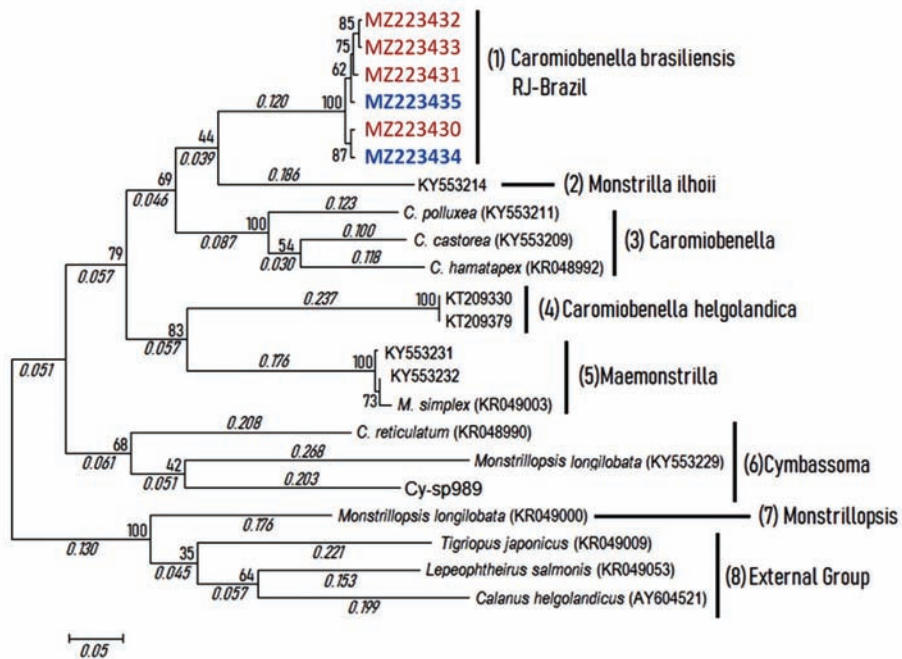 85
MZ223432
75
MZ223433
62
MZ223431
(1) Caromiobenella brasiliensis
RJ-Brazil
0.120
100
MZ223435
MZ223430
87
MZ223434
44
0.039
0.186
KY553214
(2) Monstrilla ilhoii
69
0.046
0.123
C. polluxea (KY553211)
100
0.087
0.100
C. castorea (KY553209)
(3) Caromiobenella
54
0.030
0.118
C. hamatapex (KR048992)
79
0.057
0.237
100
KT209330
KT209379
(4) Caromiobenella helgolandica
83
0.057
0.176
100
KY553231
KY553232
(5)Maemonstrilla
73
M. simplex (KR049003)
0.051
0.208
C. reticulatum (KR048990)
68
0.061
0.268
Monstrillopsis longilobata (KY553229)
(6)Cymbassoma
42
0.051
0.203
Cy-sp989
100
0.130
0.176
Monstrillopsis longilobata (KR049000)
(7) Monstrillopsis
35
0.045
0.221
Tigriopus japonicus (KR049009)
64
0.057
0.153
Lepeophtheirus salmonis (KR049053)
(8) External Group
0.199
Calanus helgolandicus (AY604521)
0.05